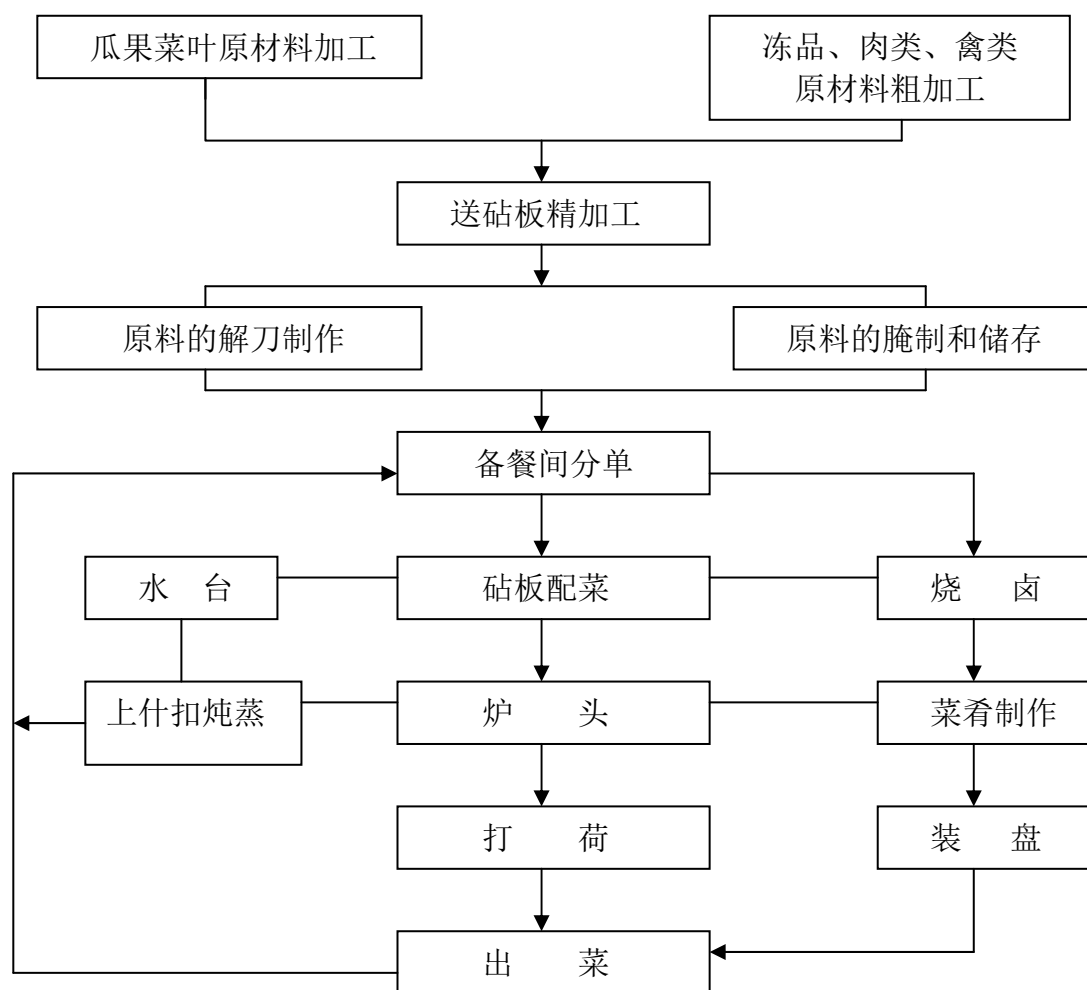 瓜果菜叶原材料加工
冻品、肉类、禽类
原材料粗加工
送砧板精加工
原料的解刀制作
原料的腌制和储存
备餐间分单
水 台
砧板配菜
烧 卤
上什扣炖蒸
炉 头
菜肴制作
打 荷
装 盘
出 菜